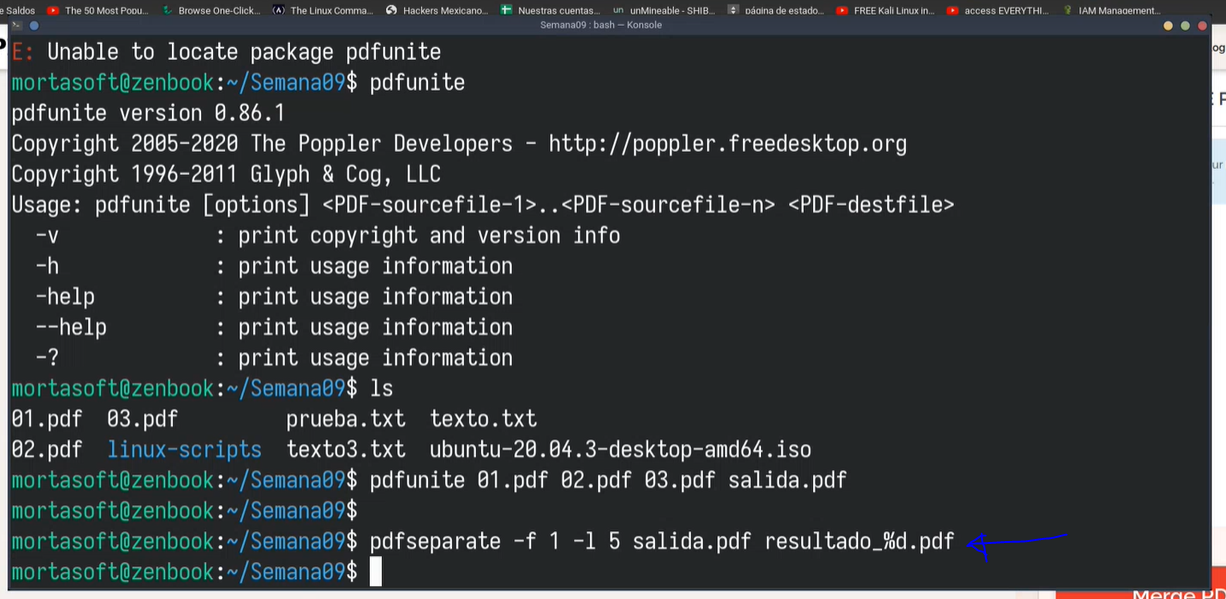 e Saldos The 50 Most Popu... Browse One-Click... The Linux Comma... Hackers Mexicano... Nuestras cuentas... unMineable - SHIB... página de estado... FREE Kali Linux in... access EVERYTHI... IAM Management...
Semana09 : bash — Konsole
E: Unable to locate package pdfunite
mortasoft@zenbook:~/Semana09$ pdfunite
pdfunite version 0.86.1
Copyright 2005-2020 The Poppler Developers - http://poppler.freedesktop.org
Copyright 1996-2011 Glyph & Cog, LLC
Usage: pdfunite [options] <PDF-sourcefile-1>..<PDF-sourcefile-n> <PDF-destfile>
-v : print copyright and version info
-h : print usage information
-help : print usage information
--help : print usage information
-? : print usage information
mortasoft@zenbook:~/Semana09$ ls
01.pdf 03.pdf prueba.txt texto.txt
02.pdf linux-scripts texto3.txt ubuntu-20.04.3-desktop-amd64.iso
mortasoft@zenbook:~/Semana09$ pdfunite 01.pdf 02.pdf 03.pdf salida.pdf
mortasoft@zenbook:~/Semana09$
mortasoft@zenbook:~/Semana09$ pdfseparate -f 1 -l 5 salida.pdf resultado_%d.pdf
mortasoft@zenbook:~/Semana09$
Merge PD